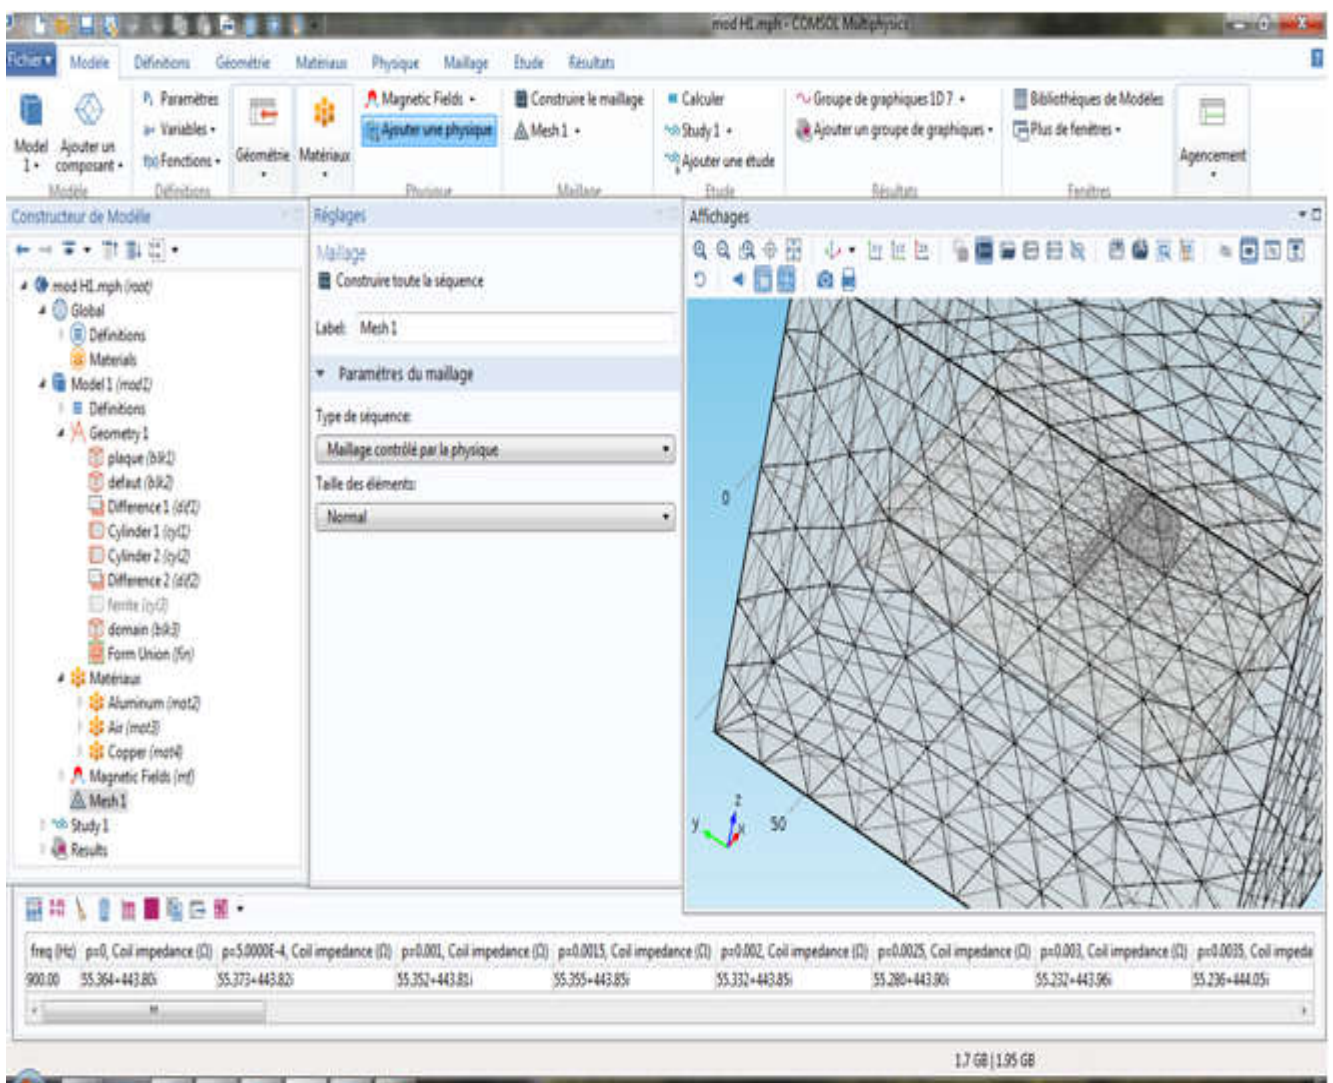 mod H1.mph - COMSOL Multiphysics
Fichier Modèle Définitions Géométrie Matériaux Physique Maillage Etude Résultats
Model 1
Ajouter un composant
Modèle
Pi Paramètres
a= Variables
f(x) Fonctions
Définitions
Géométrie
Matériaux
Magnetic Fields
Ajouter une physique
Physique
Construire le maillage
Mesh 1
Maillage
Calculer
Study 1
Ajouter une étude
Etude
Groupe de graphiques 1D 7
Ajouter un groupe de graphiques
Résultats
Bibliothèques de Modèles
Plus de fenêtres
Fenêtres
Agencement
Constructeur de Modèle
mod H1.mph (root)
Global
Définitions
Materials
Model 1 (mod1)
Définitions
Geometry 1
plaque (blk1)
defaut (blk2)
Difference 1 (dif1)
Cylinder 1 (cyl1)
Cylinder 2 (cyl2)
Difference 2 (dif2)
ferrite (cyl3)
domain (blk3)
Form Union (fin)
Matériaux
Aluminum (mat2)
Air (mat3)
Copper (mat4)
Magnetic Fields (mf)
Mesh 1
Study 1
Results
Réglages
Maillage
Construire toute la séquence
Label: Mesh 1
Paramètres du maillage
Type de séquence:
Maillage contrôlé par la physique
Taille des éléments:
Normal
Affichages
0
50
z
y
x
freq (Hz) p=0, Coil impedance (Ω) p=5.0000E-4, Coil impedance (Ω) p=0.001, Coil impedance (Ω) p=0.0015, Coil impedance (Ω) p=0.002, Coil impedance (Ω) p=0.0025, Coil impedance (Ω) p=0.003, Coil impedance (Ω) p=0.0035, Coil impeda
900.00 55.364+443.80i 55.373+443.82i 55.352+443.81i 55.355+443.85i 55.332+443.85i 55.280+443.90i 55.232+443.96i 55.236+444.05i
1.7 GB | 1.95 GB